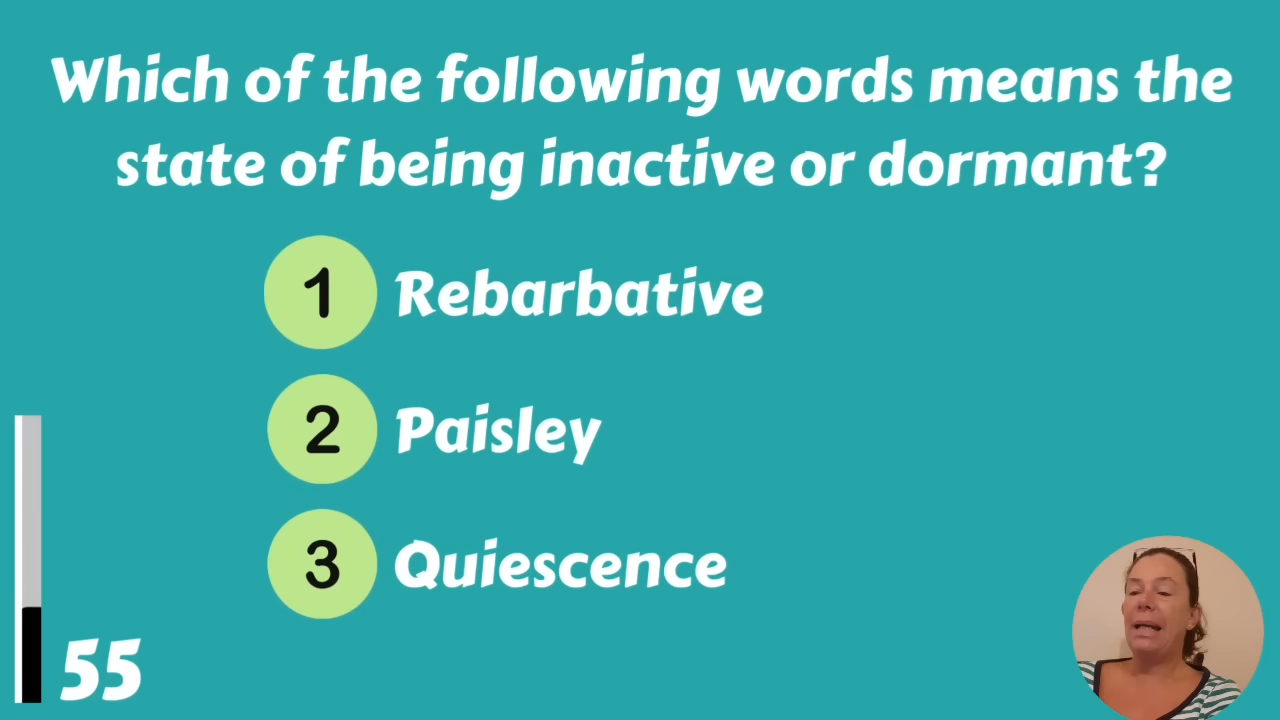 Which of the following words means the
state of being inactive or dormant?
1 Rebarbative
2 Paisley
3 Quiescence
55